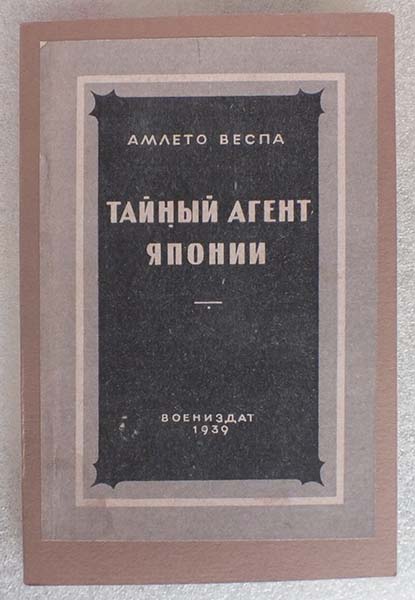 АМЛЕТО ВЕСПА
ТАЙНЫЙ АГЕНТ
ЯПОНИИ
ВОЕНИЗДАТ
1939